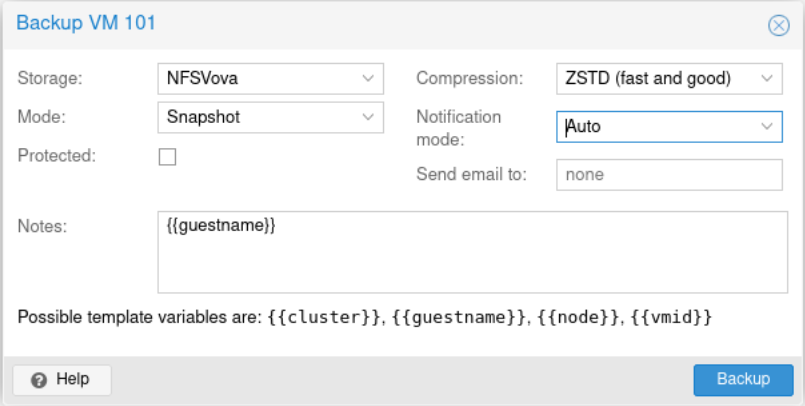 Backup VM 101
Storage: NFSVova Compression: ZSTD (fast and good)
Mode: Snapshot Notification mode: Auto
Protected:
Send email to: none
Notes: {{guestname}}
Possible template variables are: {{cluster}}, {{guestname}}, {{node}}, {{vmid}}
Help Backup